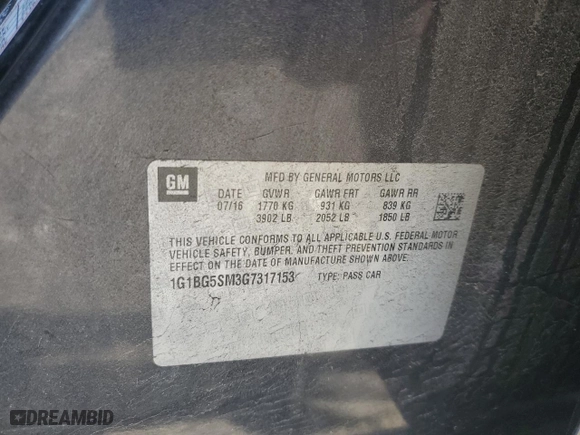 GM
MFD BY GENERAL MOTORS LLC
DATE GVWR GAWR FRT GAWR RR
07/16 1770 KG 931 KG 839 KG
3902 LB 2052 LB 1850 LB
THIS VEHICLE CONFORMS TO ALL APPLICABLE U.S. FEDERAL MOTOR
VEHICLE SAFETY, BUMPER, AND THEFT PREVENTION STANDARDS
IN EFFECT ON THE DATE OF MANUFACTURE SHOWN ABOVE.
1G1BG5SM3G7317153 TYPE: PASS CAR
DREAMBID